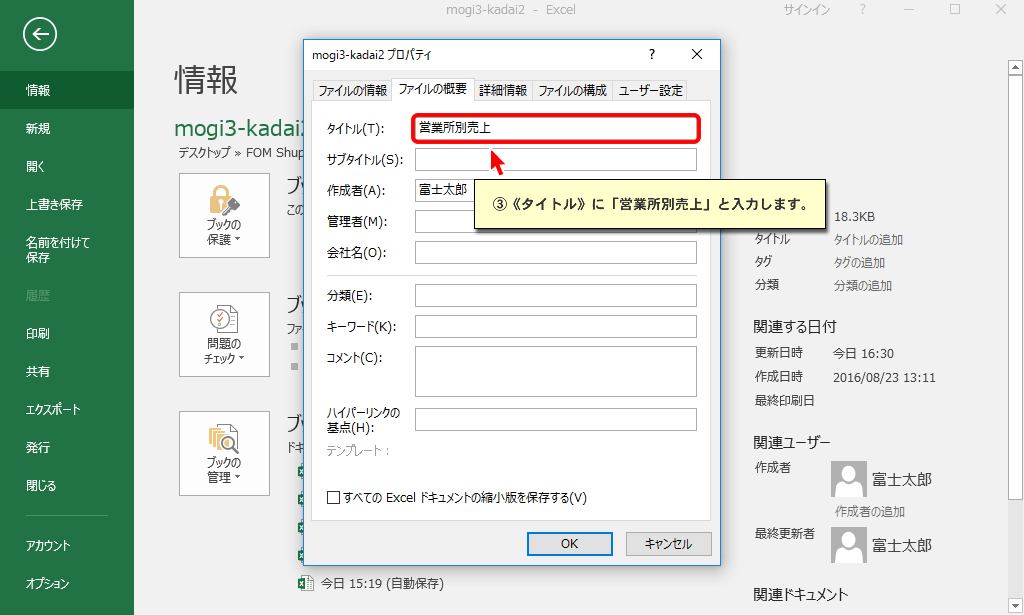 mogi3-kadai2 - Excel
サインイン
?
情報
新規
開く
上書き保存
名前を付けて
保存
履歴
印刷
共有
エクスポート
発行
閉じる
アカウント
オプション
情報
mogi3-kadai2
デスクトップ » FOM Shup
ブックの
保護
ブ
この
問題の
チェック
ブ
ファ
ブックの
管理
ブ
ドキ
今日 15:19 (自動保存)
mogi3-kadai2 プロパティ
?
ファイルの情報
ファイルの概要
詳細情報
ファイルの構成
ユーザー設定
タイトル(T):
営業所別売上
サブタイトル(S):
作成者(A):
富士太郎
③《タイトル》に「営業所別売上」と入力します。
管理者(M):
会社名(O):
分類(E):
キーワード(K):
コメント(C):
ハイパーリンクの
基点(H):
テンプレート :
すべての Excel ドキュメントの縮小版を保存する(V)
OK
キャンセル
18.3KB
タイトル
タイトルの追加
タグ
タグの追加
分類
分類の追加
関連する日付
更新日時
今日 16:30
作成日時
2016/08/23 13:11
最終印刷日
関連ユーザー
作成者
富士太郎
作成者の追加
最終更新者
富士太郎
関連ドキュメント